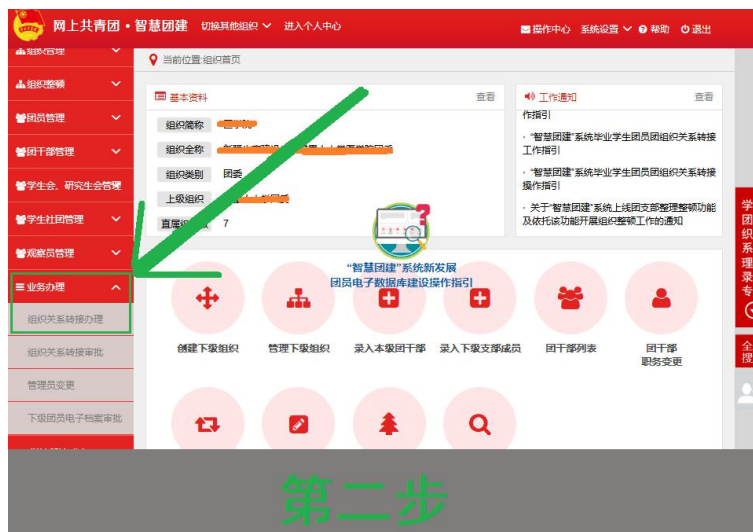 网上共青团·智慧团建 切换其他组织 进入个人中心 操作中心 系统设置 帮助 退出
组织管理
当前位置:组织首页
组织整顿
基本资料 查看
工作通知 查看
作指引
团员管理
组织简称
·“智慧团建”系统毕业学生团员团组织关系转接
工作指引
团干部管理
组织全称
组织类别 团委
·“智慧团建”系统毕业学生团员团组织关系转接
操作指引
学生会、研究生会管理
上级组织
·关于“智慧团建”系统上线团支部整理整顿功能
及依托该功能开展组织整顿工作的通知
学生社团管理
7
观察员管理
“智慧团建”系统新发展
团员电子数据库建设操作指引
业务办理
组织关系转接办理
创建下级组织 管理下级组织 录入本级团干部 录入下级支部成员 团干部列表 团干部
职务变更
组织关系转接审批
管理员变更
下级团员电子档案审批
学
团
织
系
理
录
专
全
搜
第二步